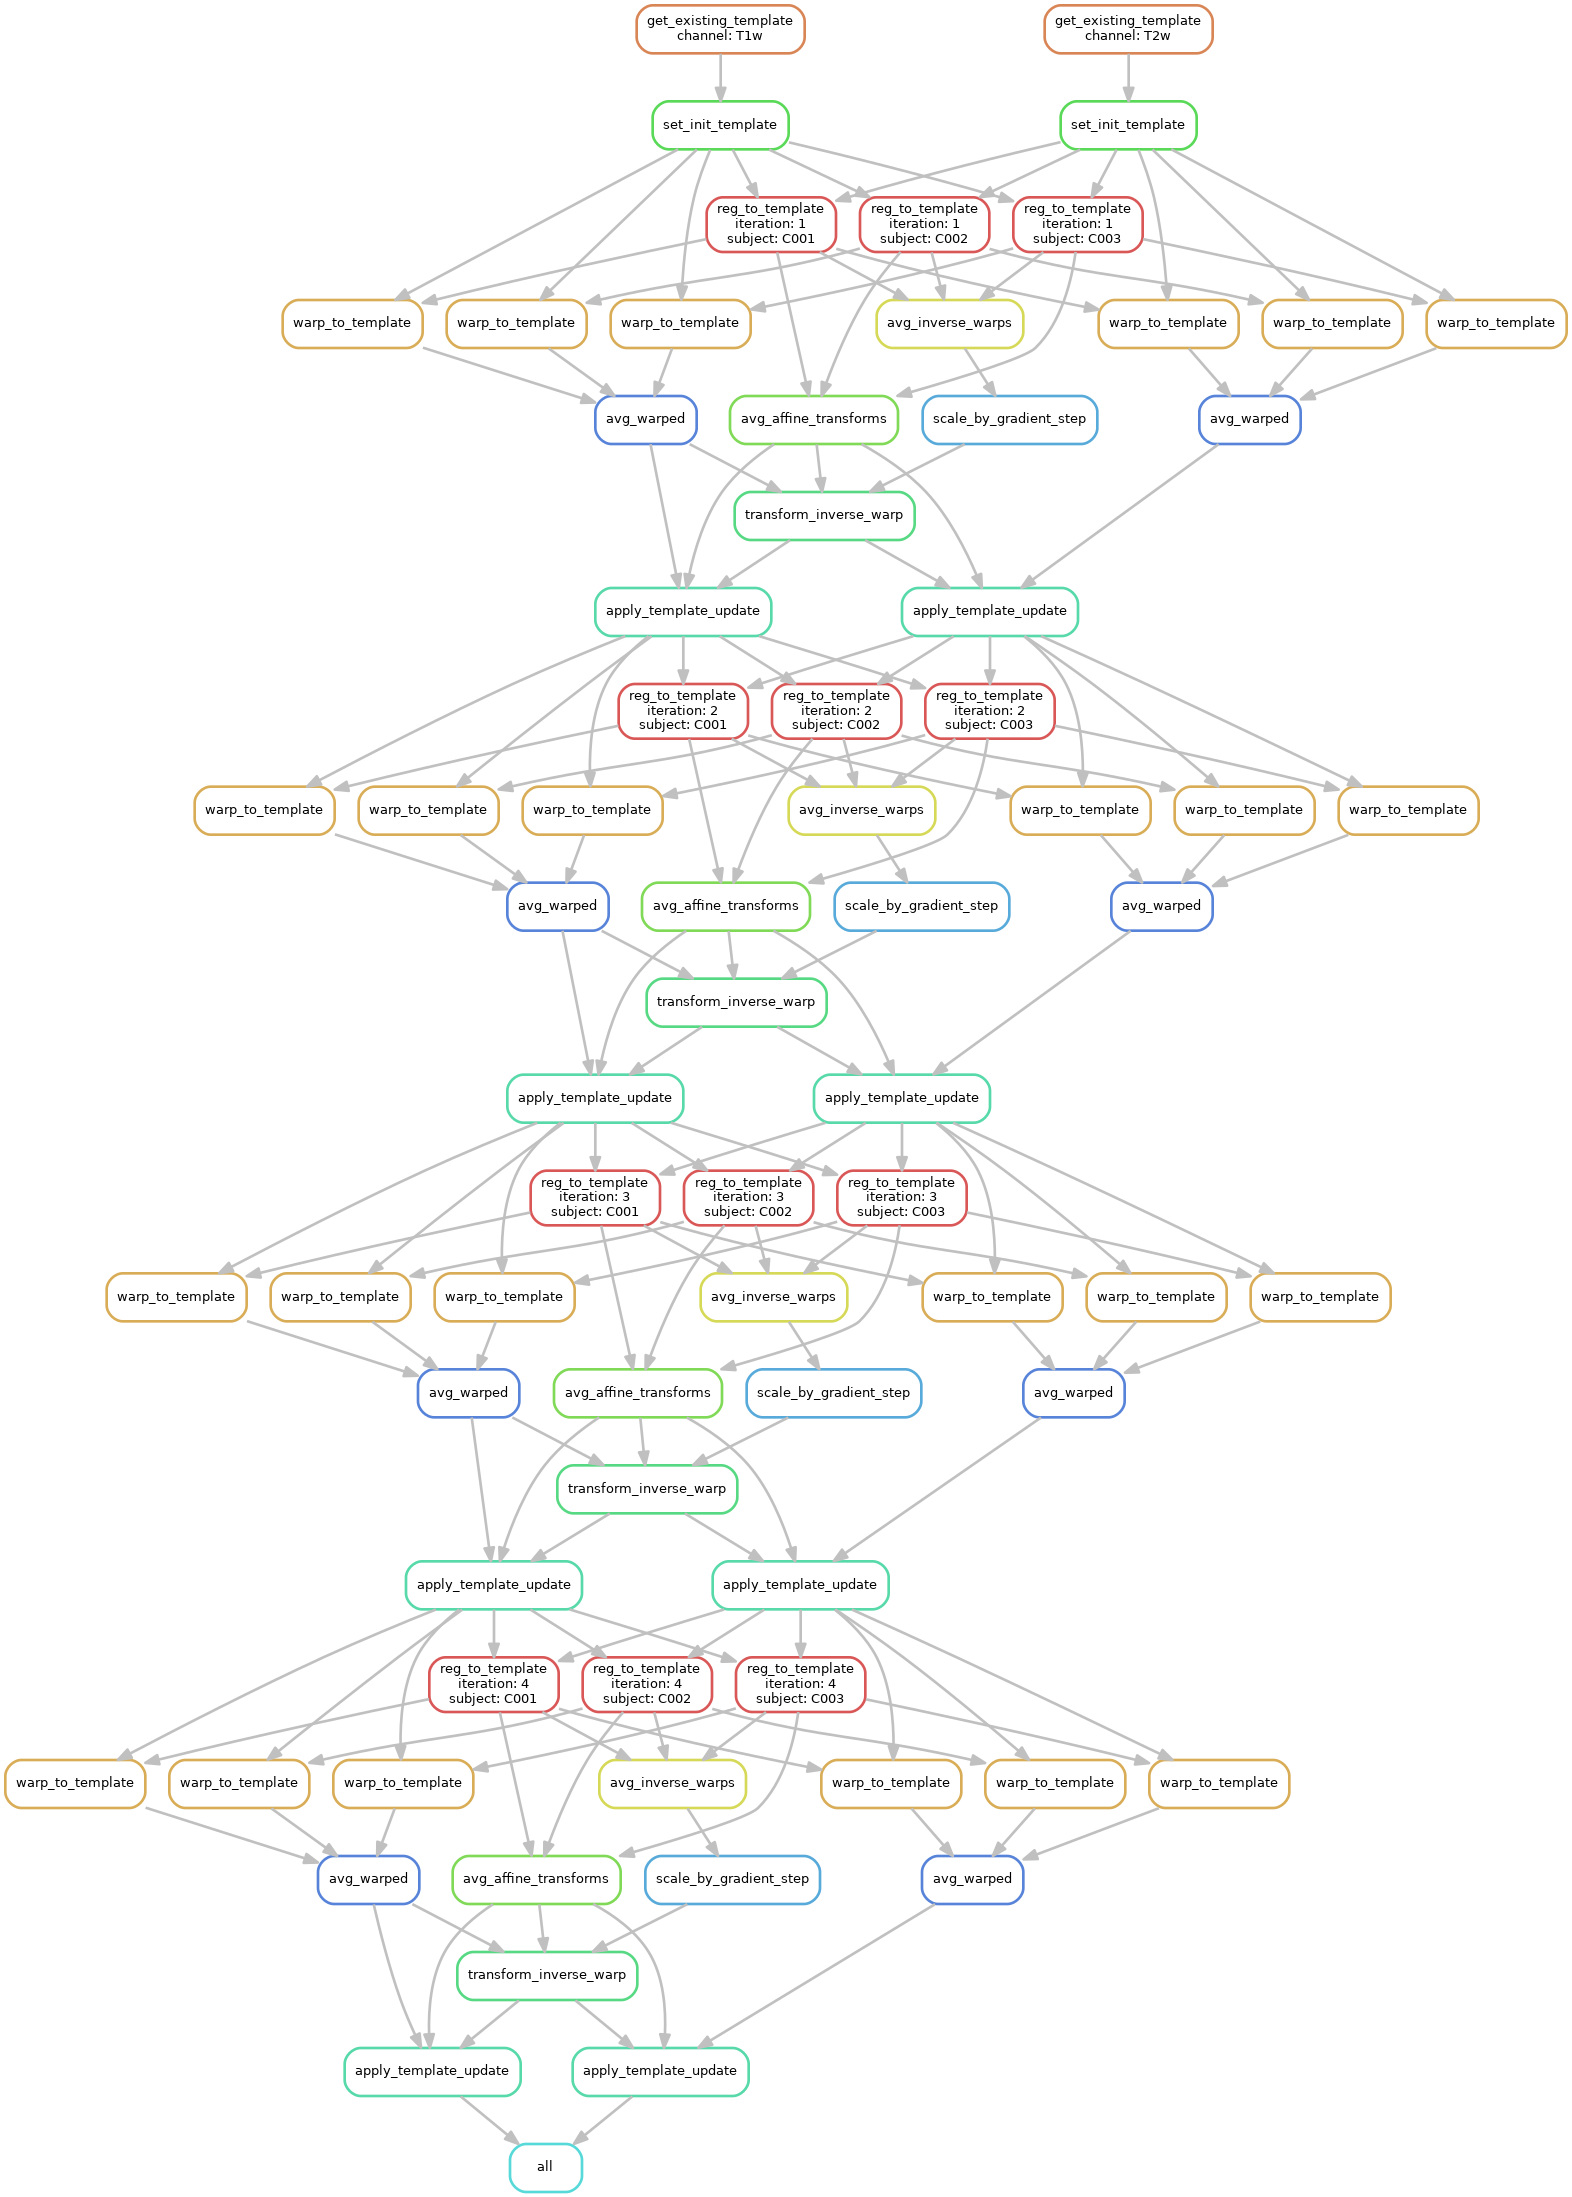 get_existing_template
channel: T1w
get_existing_template
channel: T2w
set_init_template
set_init_template
reg_to_template
iteration: 1
subject: C001
reg_to_template
iteration: 1
subject: C002
reg_to_template
iteration: 1
subject: C003
warp_to_template
warp_to_template
warp_to_template
avg_inverse_warps
warp_to_template
warp_to_template
warp_to_template
avg_warped
avg_affine_transforms
scale_by_gradient_step
avg_warped
transform_inverse_warp
apply_template_update
apply_template_update
reg_to_template
iteration: 2
subject: C001
reg_to_template
iteration: 2
subject: C002
reg_to_template
iteration: 2
subject: C003
warp_to_template
warp_to_template
warp_to_template
avg_inverse_warps
warp_to_template
warp_to_template
warp_to_template
avg_warped
avg_affine_transforms
scale_by_gradient_step
avg_warped
transform_inverse_warp
apply_template_update
apply_template_update
reg_to_template
iteration: 3
subject: C001
reg_to_template
iteration: 3
subject: C002
reg_to_template
iteration: 3
subject: C003
warp_to_template
warp_to_template
warp_to_template
avg_inverse_warps
warp_to_template
warp_to_template
warp_to_template
avg_warped
avg_affine_transforms
scale_by_gradient_step
avg_warped
transform_inverse_warp
apply_template_update
apply_template_update
reg_to_template
iteration: 4
subject: C001
reg_to_template
iteration: 4
subject: C002
reg_to_template
iteration: 4
subject: C003
warp_to_template
warp_to_template
warp_to_template
avg_inverse_warps
warp_to_template
warp_to_template
warp_to_template
avg_warped
avg_affine_transforms
scale_by_gradient_step
avg_warped
transform_inverse_warp
apply_template_update
apply_template_update
all